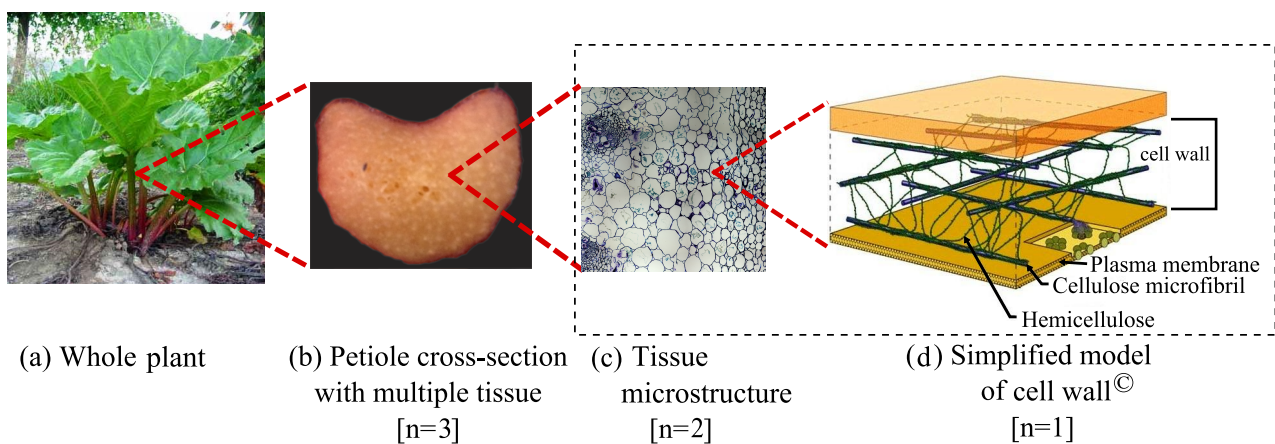 cell wall
Plasma membrane
Cellulose microfibril
Hemicellulose
(a) Whole plant
(b) Petiole cross-section
with multiple tissue
[n=3]
(c) Tissue
microstructure
[n=2]
(d) Simplified model
of cell wall©
[n=1]